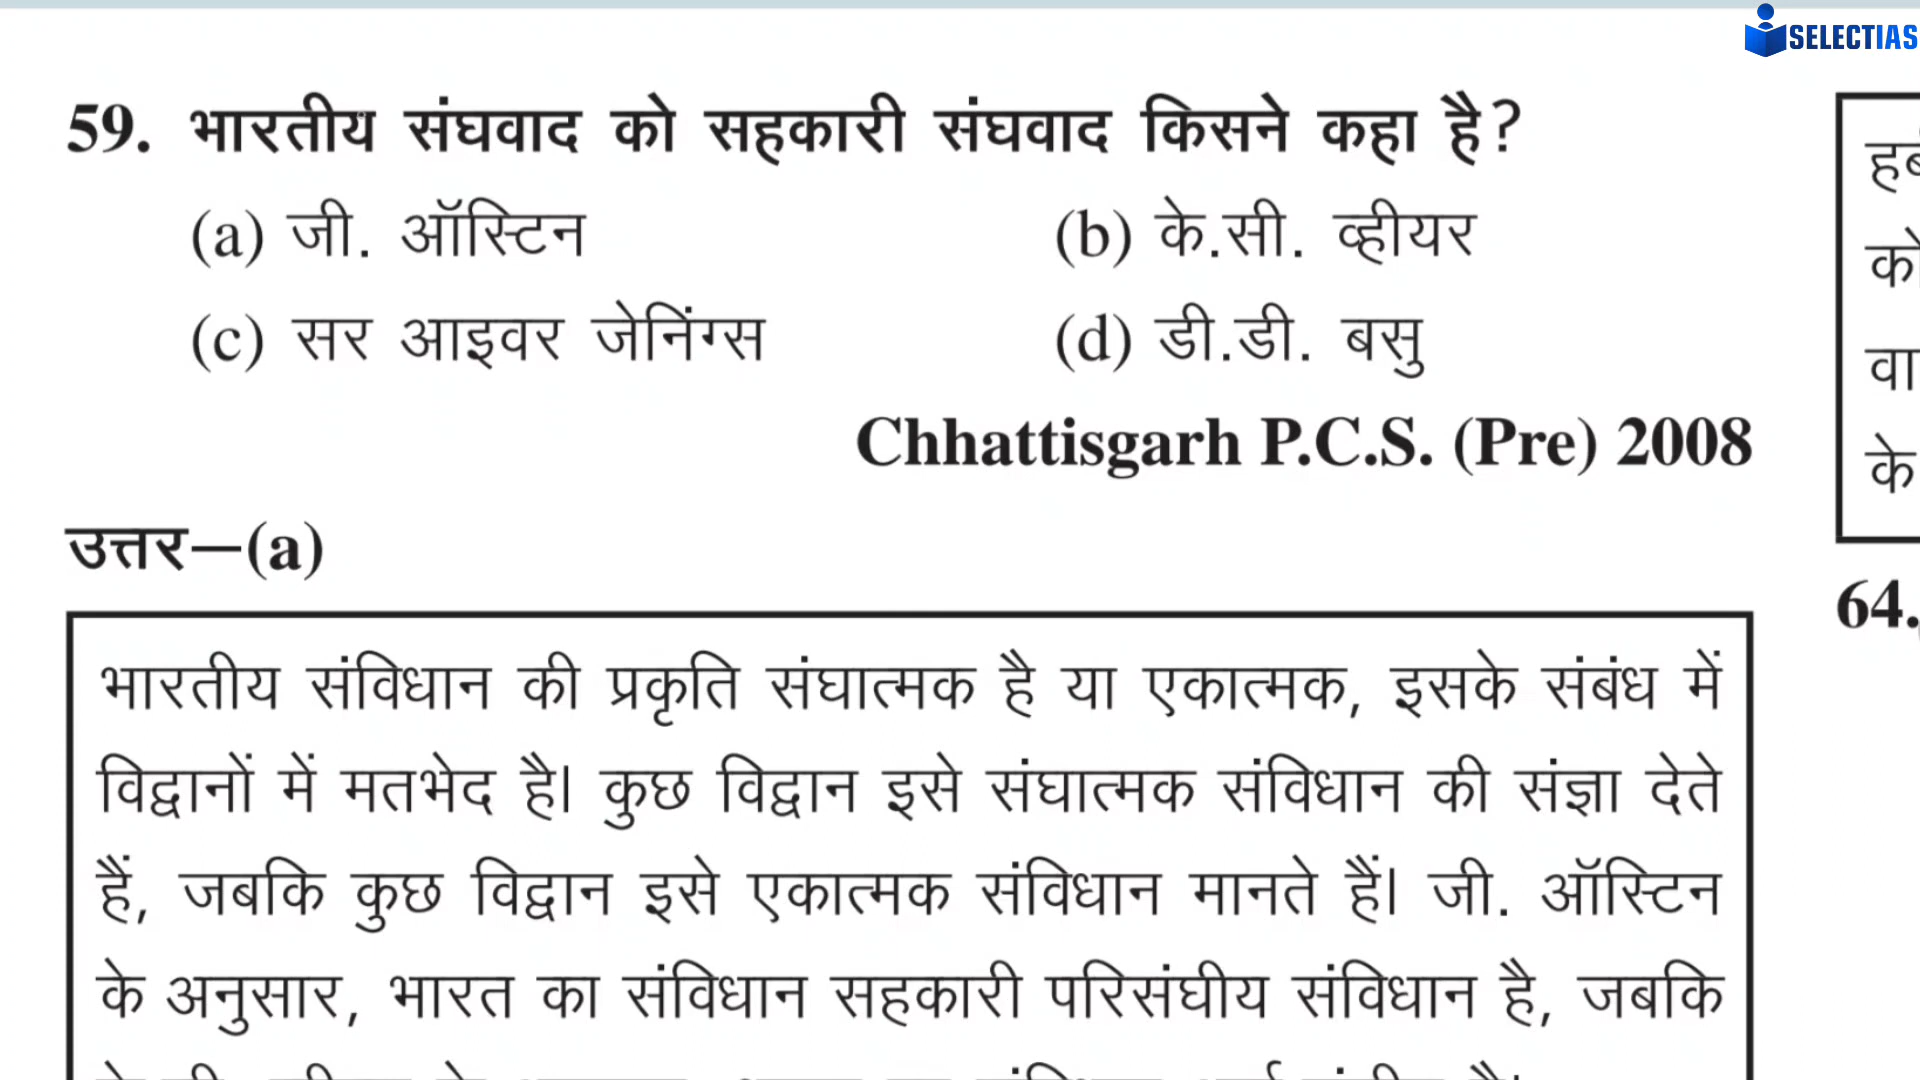 SELECTIAS
59. भारतीय संघवाद को सहकारी संघवाद किसने कहा है?
(a) जी. ऑस्टिन (b) के.सी. व्हीयर
(c) सर आइवर जेनिंग्स (d) डी.डी. बसु
Chhattisgarh P.C.S. (Pre) 2008
उत्तर—(a)
भारतीय संविधान की प्रकृति संघात्मक है या एकात्मक, इसके संबंध में
विद्वानों में मतभेद है। कुछ विद्वान इसे संघात्मक संविधान की संज्ञा देते
हैं, जबकि कुछ विद्वान इसे एकात्मक संविधान मानते हैं। जी. ऑस्टिन
के अनुसार, भारत का संविधान सहकारी परिसंघीय संविधान है, जबकि
को
वा
के
64.